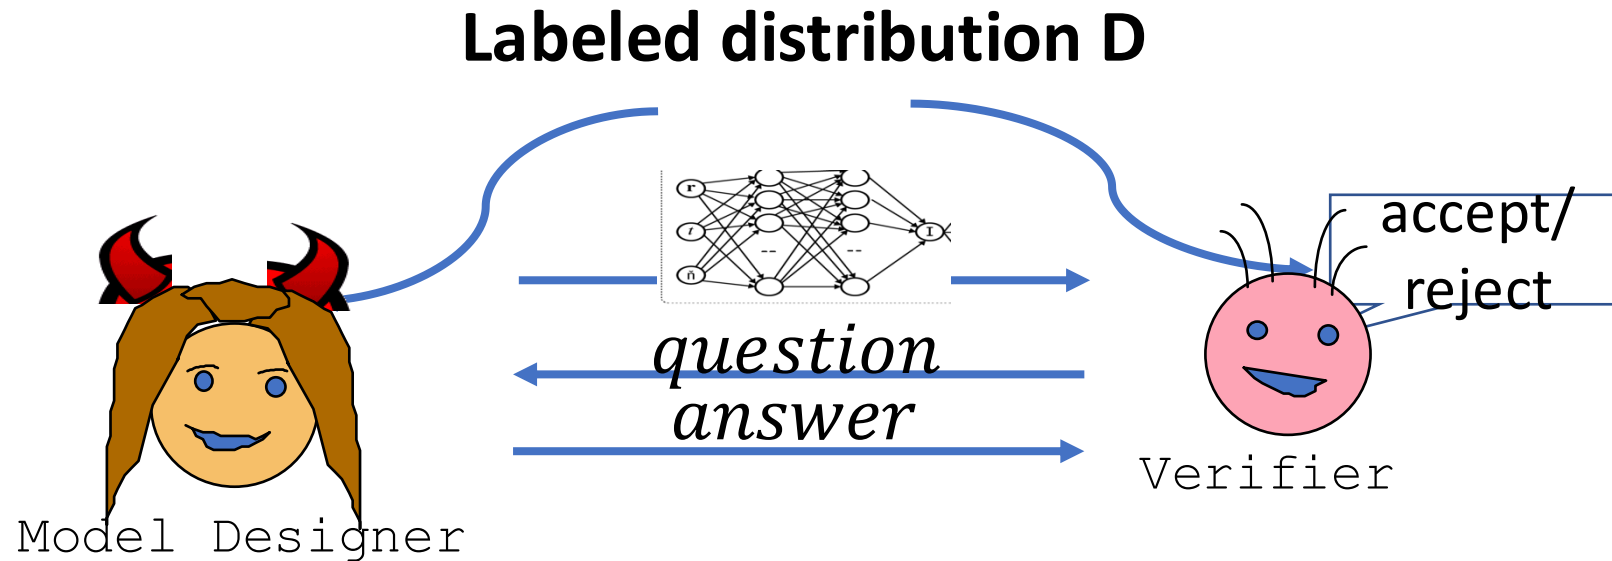 Labeled distribution D
r
t
ň
--
--
I
accept/
reject
question
answer
Verifier
Model Designer